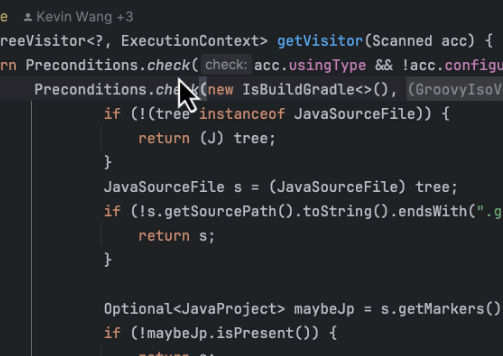 e Kevin Wang +3
reeVisitor<?, ExecutionContext> getVisitor(Scanned acc) {
rn Preconditions.check( check: acc.usingType && !acc.configu
Preconditions.check(new IsBuildGradle<>(), (GroovyIsoV
if (!(tree instanceof JavaSourceFile)) {
return (J) tree;
}
JavaSourceFile s = (JavaSourceFile) tree;
if (!s.getSourcePath().toString().endsWith(".g
return s;
}
Optional<JavaProject> maybeJp = s.getMarkers()
if (!maybeJp.isPresent()) {
return s;